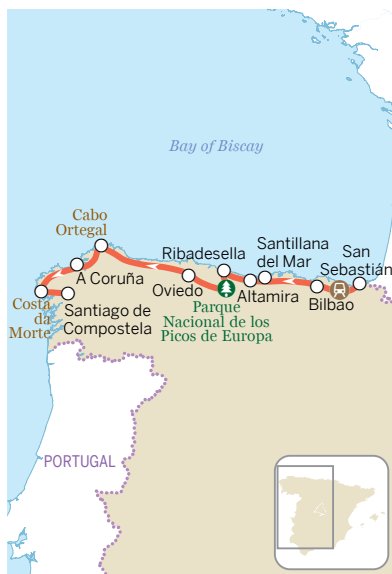 Bay of Biscay
Cabo
Ortegal
Ribadesella
Santillana
del Mar
San
Sebastián
A Coruña
Oviedo
Altamira
Bilbao
Costa
da
Morte
Santiago de
Compostela
Parque
Nacional de los
Picos de Europa
PORTUGAL